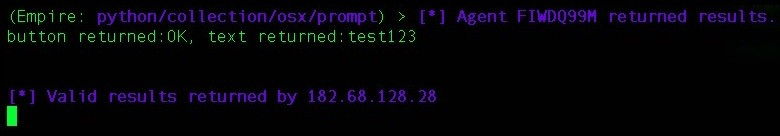 (Empire: python/collection/osx/prompt) > [*] Agent FIWDQ99M returned results.
button returned:OK, text returned:test123
[*] Valid results returned by 182.68.128.28